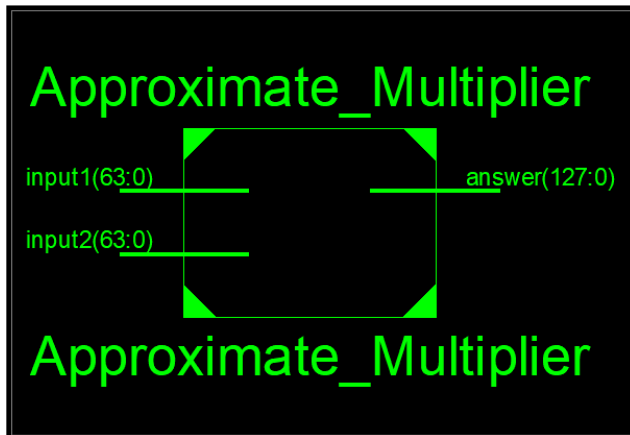 Approximate_Multiplier
input1(63:0)
answer(127:0)
input2(63:0)
Approximate_Multiplier